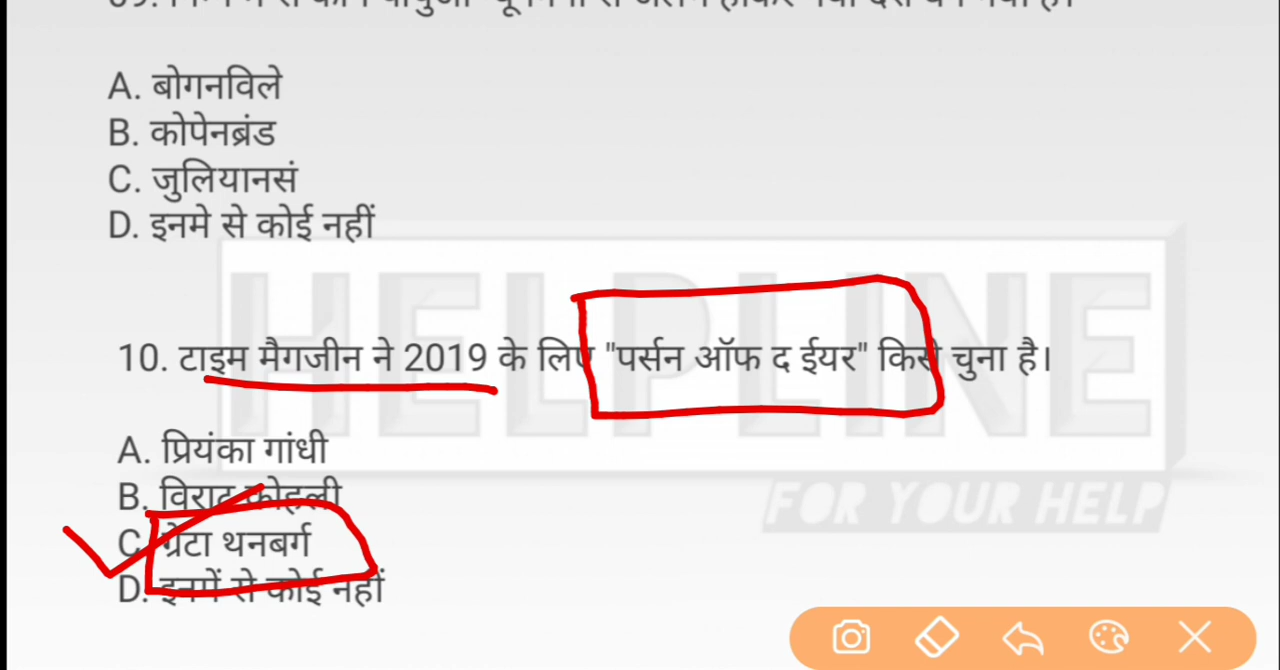 A. बोगनविले
B. कोपेनब्रंड
C. जुलियानसं
D. इनमे से कोई नहीं
HELPLINE
10. टाइम मैगजीन ने 2019 के लिए "पर्सन ऑफ द ईयर" किसे चुना है।
A. प्रियंका गांधी
B. विराट कोहली
FOR YOUR HELP
C. ग्रेटा थनबर्ग
D. इनमें से कोई नहीं